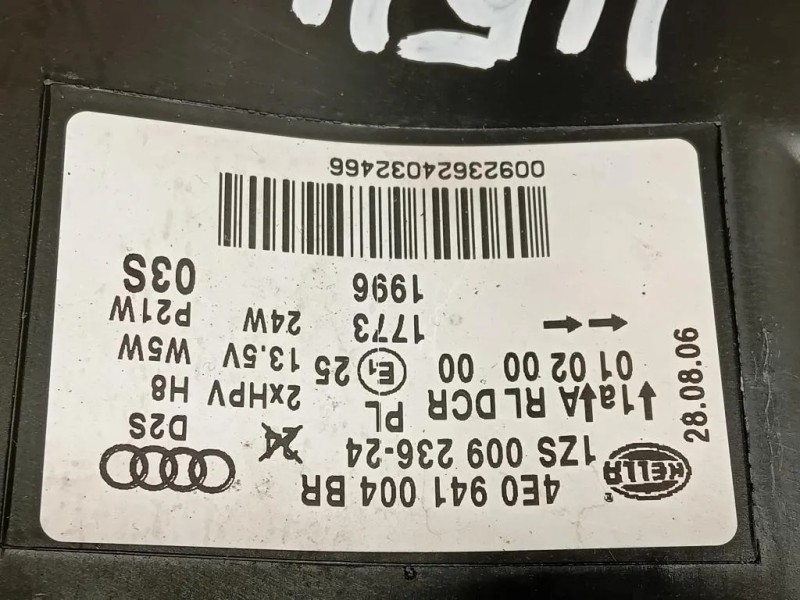 HELLA
4E0 941 004 BR
1ZS 009 236-24
24
D2S
1a A RL DCR PL
2xHPV H8
01 02 00 00
E1 25
13.5V W5W
1773
24W P21W
1996
03S
00923624032466
28.08.06